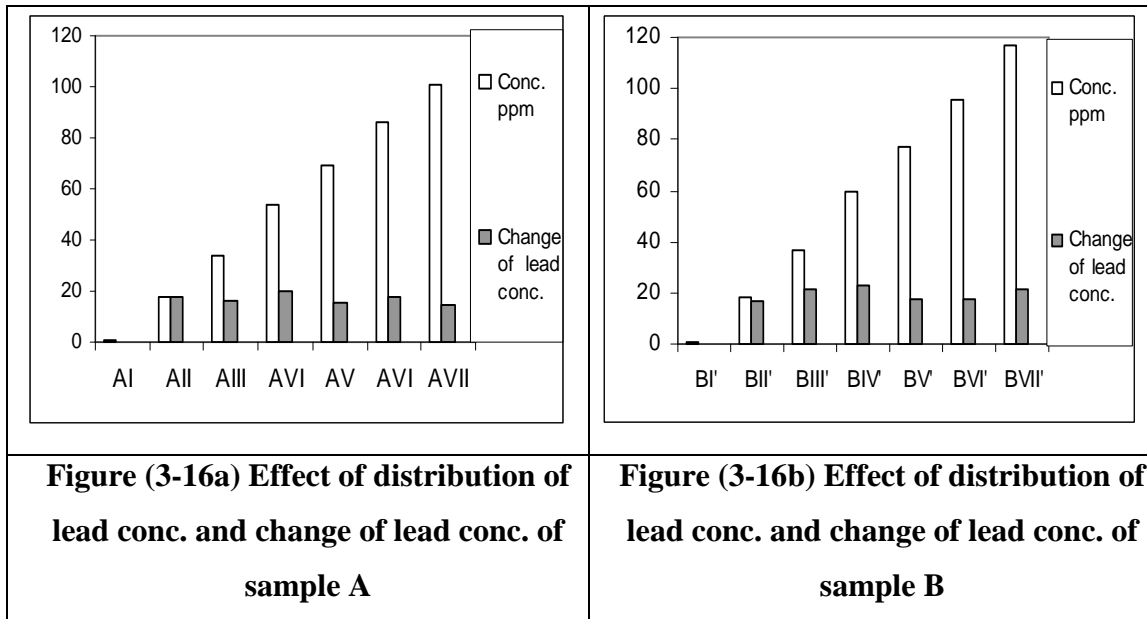 120
100
80
60
40
20
0
AI AII AIII AVI AV AVI AVII
Conc.
ppm
Change
of lead
conc.
120
100
80
60
40
20
0
BI' BII' BIII' BIV' BV' BVI' BVII'
Conc.
ppm
Change
of lead
conc.
Figure (3-16a) Effect of distribution of
lead conc. and change of lead conc. of
sample A
Figure (3-16b) Effect of distribution of
lead conc. and change of lead conc. of
sample B